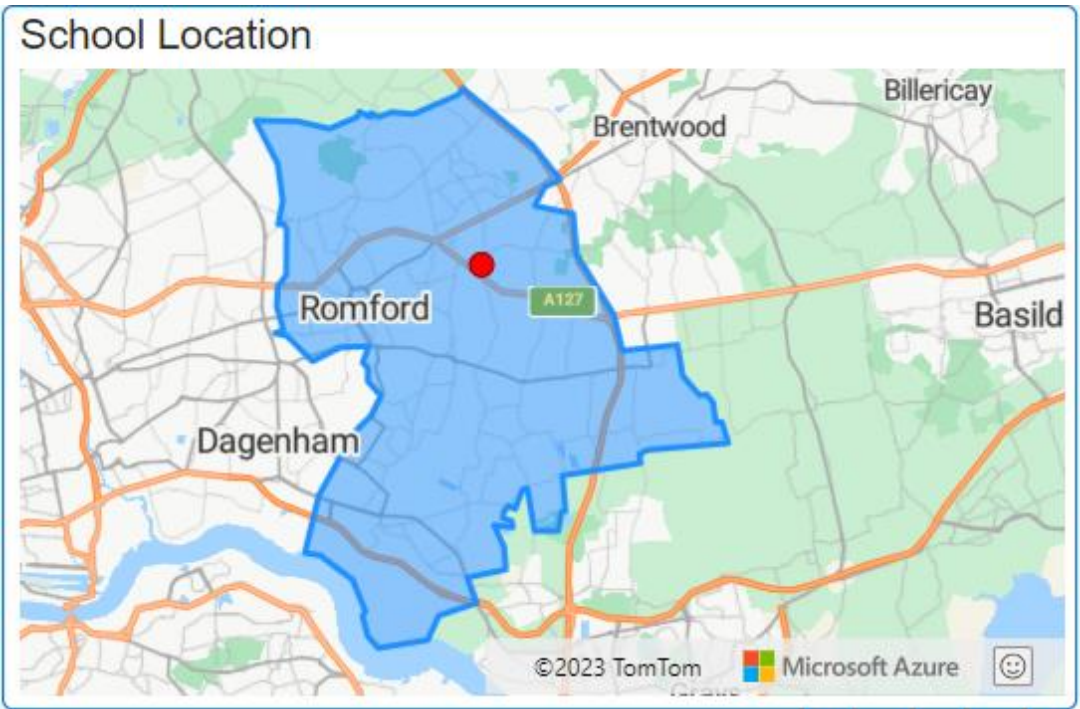 School Location
Billericay
Brentwood
A127
Romford
Basild
Dagenham
©2023 TomTom
Microsoft Azure